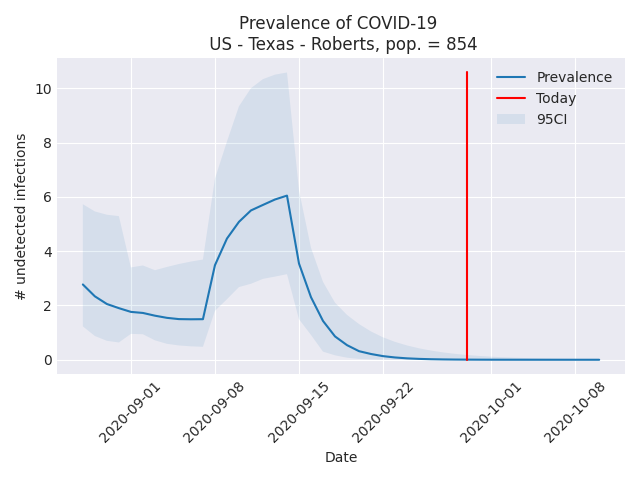 Prevalence of COVID-19
US - Texas - Roberts, pop. = 854
Prevalence
Today
95CI
# undetected infections
10
8
6
4
2
0
2020-09-01
2020-09-08
2020-09-15
2020-09-22
2020-10-01
2020-10-08
Date